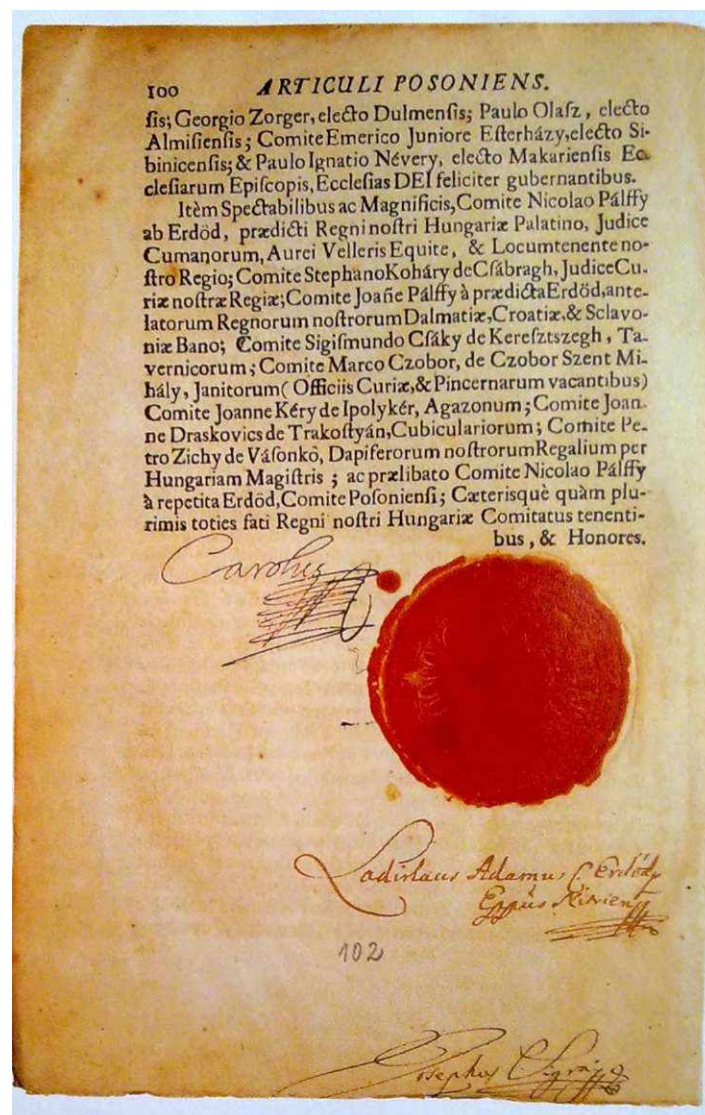 100 ARTICULI POSONIENS.
ſis; Georgio Zorger, electo Dulmenſis; Paulo Olaſz, electo
Almiſienſis; Comite Emerico Juniore Eſterházy, electo Si-
binicenſis; & Paulo Ignatio Névery, electo Makarienſis Ec-
cleſiarum Epiſcopis, Eccleſias DEI feliciter gubernantibus.
Itèm Spectabilibus ac Magnificis, Comite Nicolao Pálffy
ab Erdöd, prædicti Regni noſtri Hungariæ Palatino, Judice
Cumanorum, Aurei Velleris Equite, & Locumtenente no-
ſtro Regio; Comite Stephano Koháry de Cſábragh, Judice Cu-
riæ noſtræ Regiæ; Comite Joañe Pálffy à prædicta Erdöd, ante-
latorum Regnorum noſtrorum Dalmatiæ, Croatiæ, & Sclavo-
niæ Bano; Comite Sigiſmundo Cſáky de Kereſztszegh, Ta-
vernicorum; Comite Marco Czobor, de Czobor Szent Mi-
hály, Janitorum ( Officiis Curiæ, & Pincernarum vacantibus)
Comite Joanne Kéry de Ipolykér, Agazonum; Comite Joan-
ne Draskovics de Trakoſtyán, Cubiculariorum; Comite Pe-
tro Zichy de Váſonkò, Dapiferorum noſtrorum Regalium per
Hungariam Magiſtris; ac prælibato Comite Nicolao Pálffy
à repetita Erdöd, Comite Poſonienſi; Cæterisquè quàm plu-
rimis toties fati Regni noſtri Hungariæ Comitatus tenenti-
bus, & Honores.
Carolus
Ladislaus Adamus C Erdődy
Eppus
102
Josephus